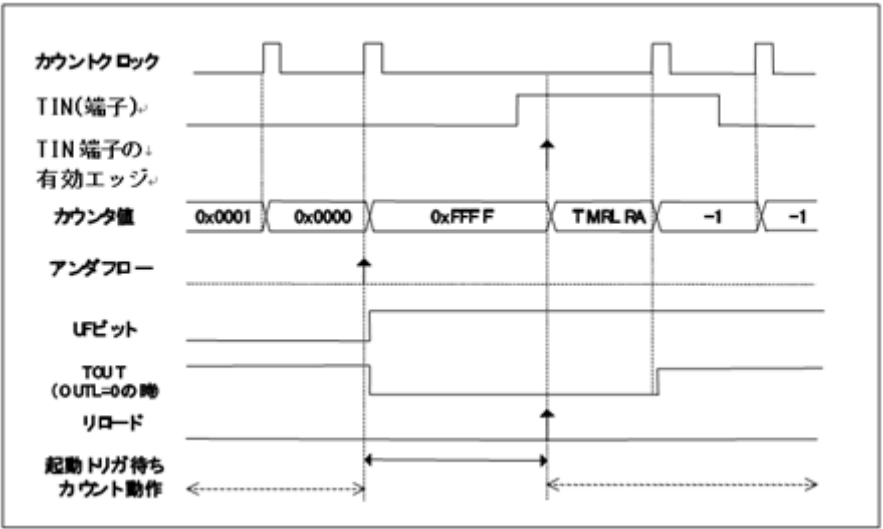 カウントクロック
TIN(端子)
TIN 端子の
有効エッジ
カウンタ値 0x0001 0x0000 0xFFFF TMRLRA -1 -1
アンダフロー
UFビット
TOUT
(OUTL=0の時)
リロード
起動トリガ待ち
カウント動作